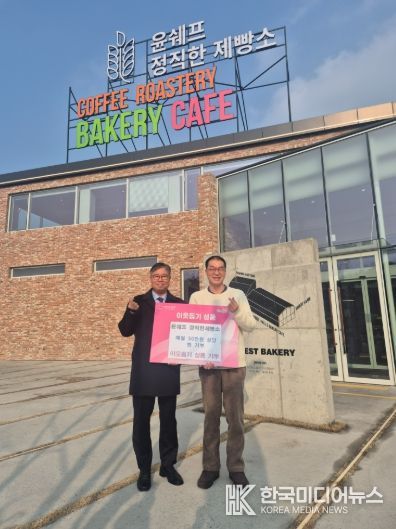 윤쉐프
정직한 제빵소
COFFEE ROASTERY
BAKERY CAFE
이웃돕기 성품
윤쉐프 정직한제빵소
매월 30만원 상당
빵 기부
이웃돕기 성품 기부
EST BAKERY
HK 한국미디어뉴스
KOREA MEDIA NEWS